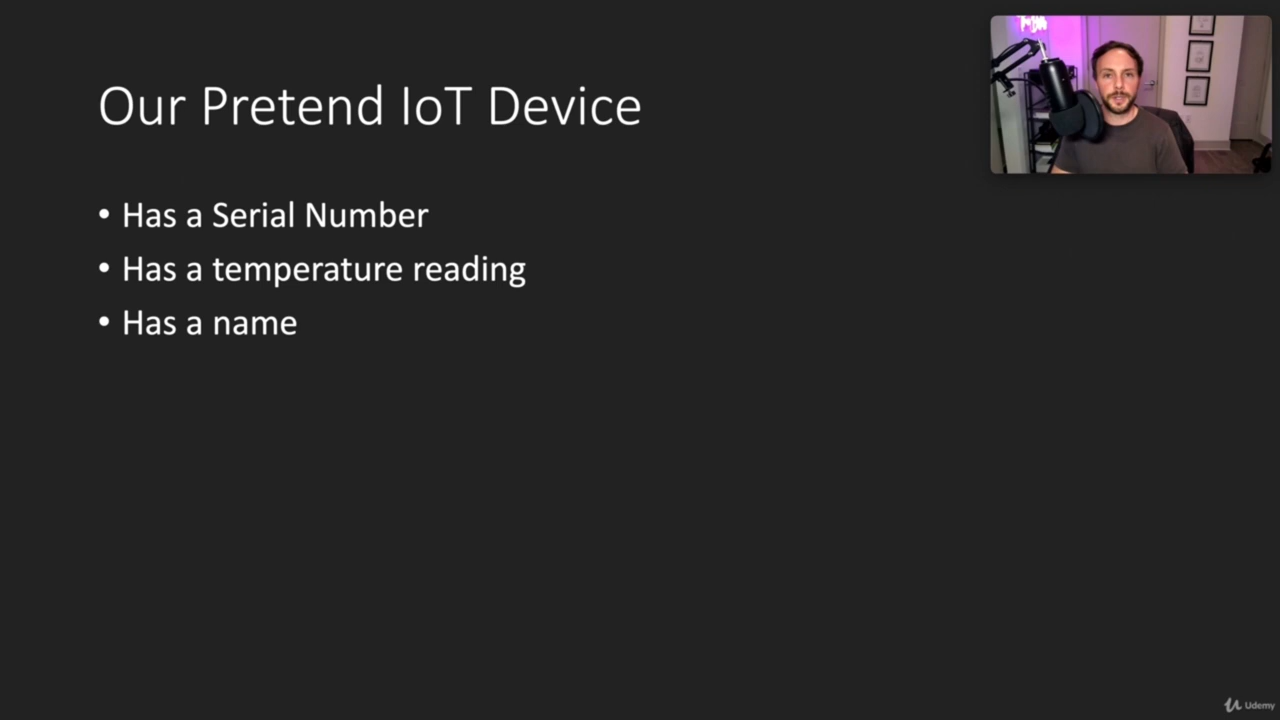 Our Pretend IoT Device
• Has a Serial Number
• Has a temperature reading
• Has a name
Udemy